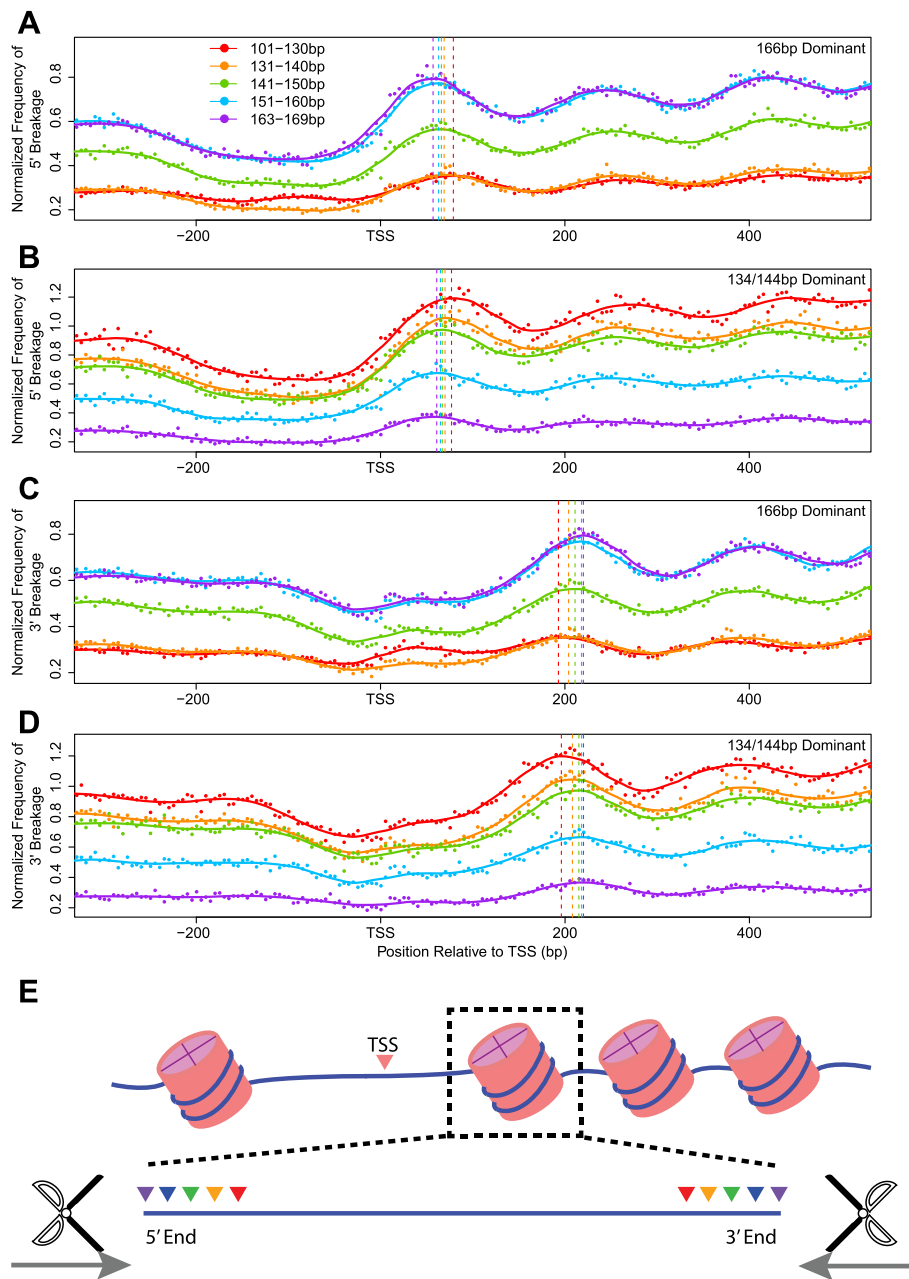 A
166bp Dominant
101−130bp
131−140bp
141−150bp
151−160bp
163−169bp
Normalized Frequency of
5' Breakage
0.2
0.4
0.6
0.8
−200
TSS
200
400
B
134/144bp Dominant
Normalized Frequency of
5' Breakage
0.2
0.4
0.6
0.8
1.0
1.2
−200
TSS
200
400
C
166bp Dominant
Normalized Frequency of
3' Breakage
0.2
0.4
0.6
0.8
−200
TSS
200
400
D
134/144bp Dominant
Normalized Frequency of
3' Breakage
0.2
0.4
0.6
0.8
1.0
1.2
−200
TSS
200
400
Position Relative to TSS (bp)
E
TSS
5' End
3' End